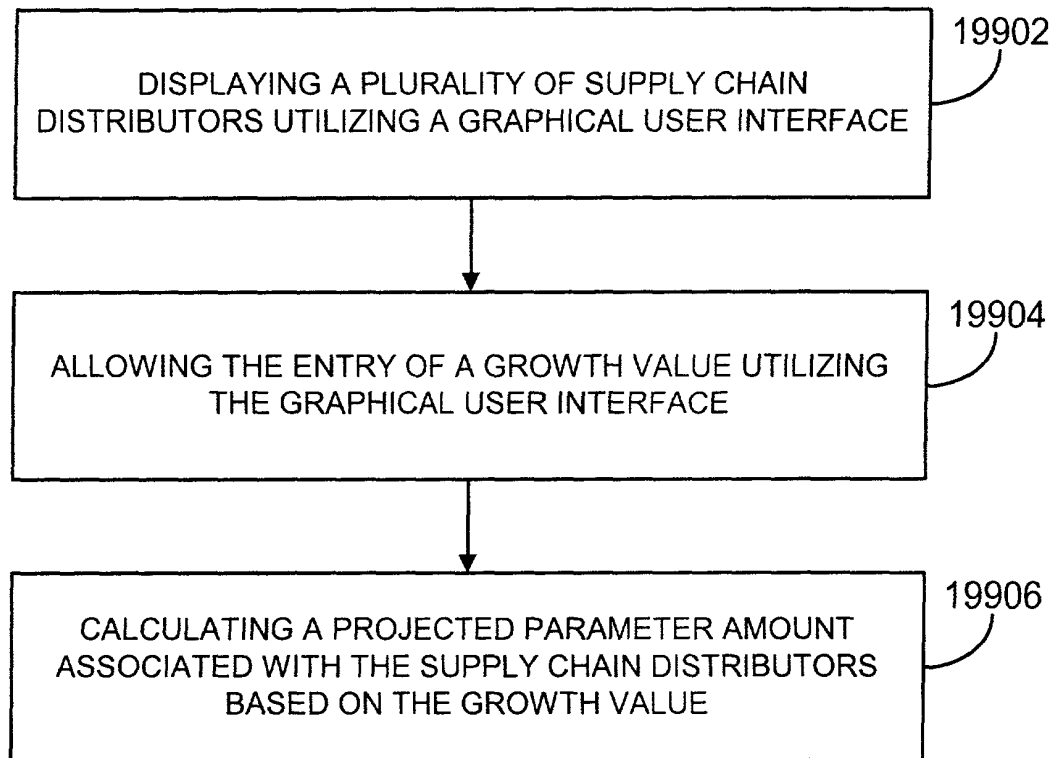 19902
DISPLAYING A PLURALITY OF SUPPLY CHAIN
DISTRIBUTORS UTILIZING A GRAPHICAL USER INTERFACE
19904
ALLOWING THE ENTRY OF A GROWTH VALUE UTILIZING
THE GRAPHICAL USER INTERFACE
19906
CALCULATING A PROJECTED PARAMETER AMOUNT
ASSOCIATED WITH THE SUPPLY CHAIN DISTRIBUTORS
BASED ON THE GROWTH VALUE